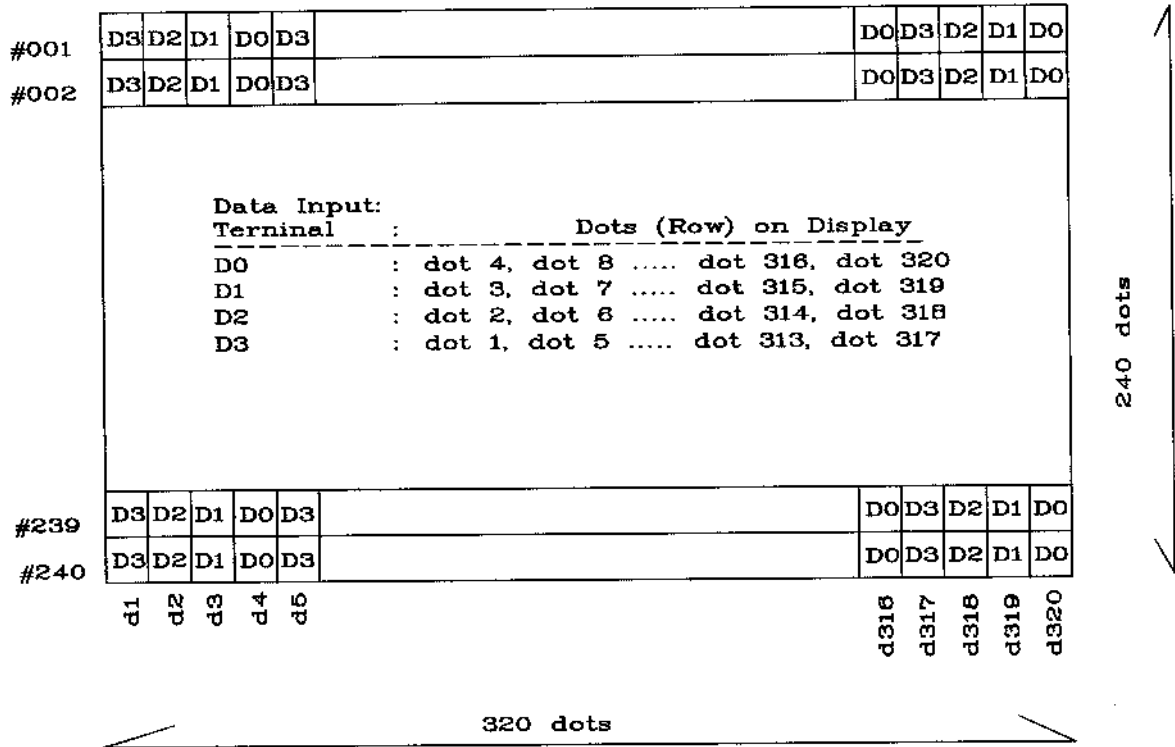 #001 D3 D2 D1 D0 D3 D0 D3 D2 D1 D0
#002 D3 D2 D1 D0 D3 D0 D3 D2 D1 D0
Data Input:
Terninal : Dots (Row) on Display
D0 : dot 4, dot 8 ..... dot 316, dot 320
D1 : dot 3, dot 7 ..... dot 315, dot 319
D2 : dot 2, dot 6 ..... dot 314, dot 318
D3 : dot 1, dot 5 ..... dot 313, dot 317
240 dots
#239 D3 D2 D1 D0 D3 D0 D3 D2 D1 D0
#240 D3 D2 D1 D0 D3 D0 D3 D2 D1 D0
d1 d2 d3 d4 d5 d316 d317 d318 d319 d320
320 dots